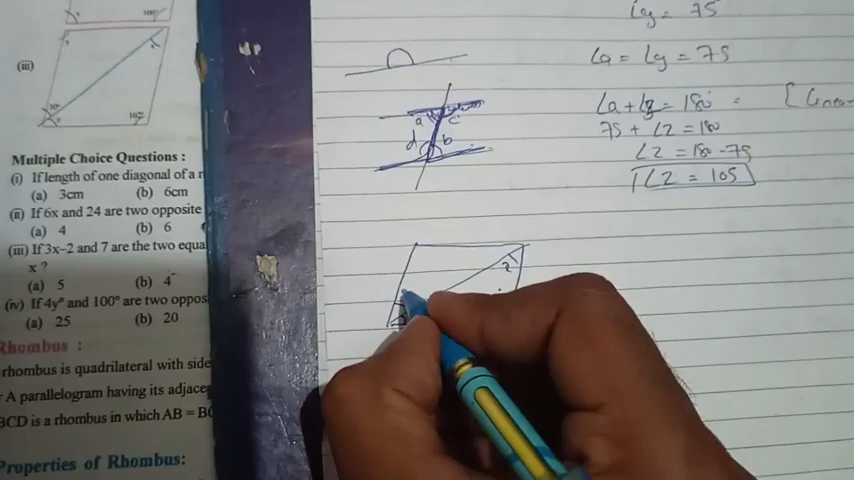 (iii)
Multiple Choice Questions :
(i) If length of one diagonal of a r
(a) 3cm (b) 6cm
(ii) If 6x and 24 are two opposite
(a) 4 (b) 6
(iii) If 3x–2 and 7 are the two equa
x ?
(a) 5 (b) 4
(iv) If 4y° and 100° are two oppos
(a) 25 (b) 20
Rhombus :
rhombus is quadrilateral with side
A parallelogram having its adjace
BCD is a rhombus in which AB = BC
Properties of Rhombus:
∠y = 75
∠a = ∠y = 75
∠a + ∠z = 180 =
75 + ∠z = 180
∠z = 180 - 75
∠z = 105
a c
d b
z